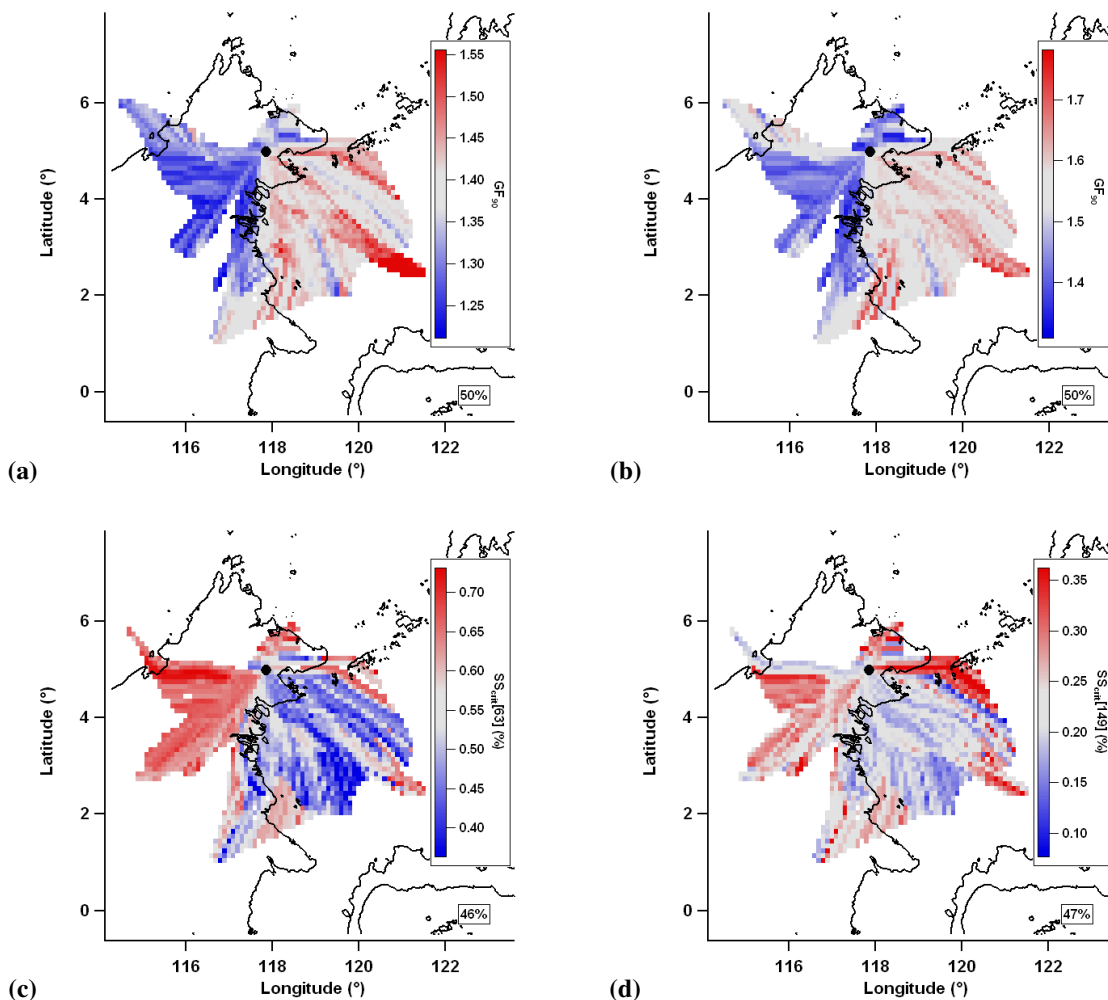 1.55
1.50
1.45
1.40
1.35
1.30
1.25
GF90
6
4
2
0
Latitude (°)
50%
116 118 120 122
Longitude (°)
(a)
1.7
1.6
1.5
1.4
GF90
6
4
2
0
Latitude (°)
50%
116 118 120 122
Longitude (°)
(b)
0.70
0.65
0.60
0.55
0.50
0.45
0.40
SScrit[63] (%)
6
4
2
0
Latitude (°)
46%
116 118 120 122
Longitude (°)
(c)
0.35
0.30
0.25
0.20
0.15
0.10
SScrit[149] (%)
6
4
2
0
Latitude (°)
47%
116 118 120 122
Longitude (°)
(d)